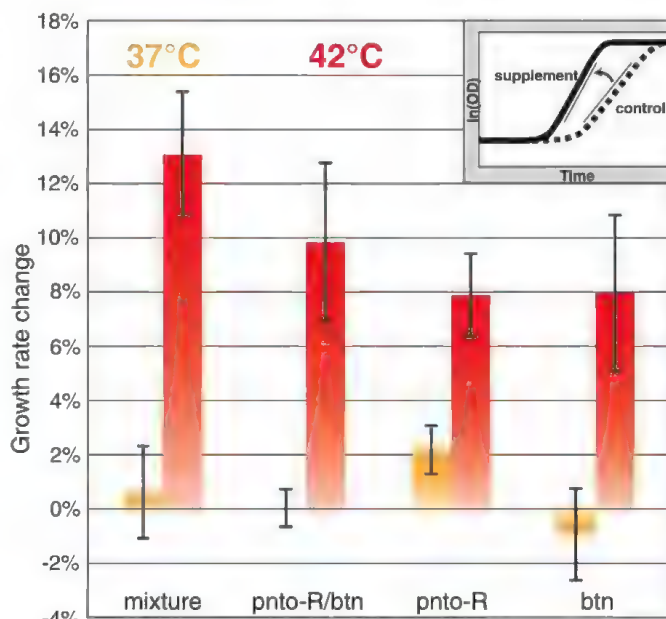 18%
16%
14%
12%
10%
8%
6%
4%
2%
0%
-2%
-4%
Growth rate change
37°C
42°C
ln(OD)
supplement
control
Time
mixture
pnto-R/btn
pnto-R
btn